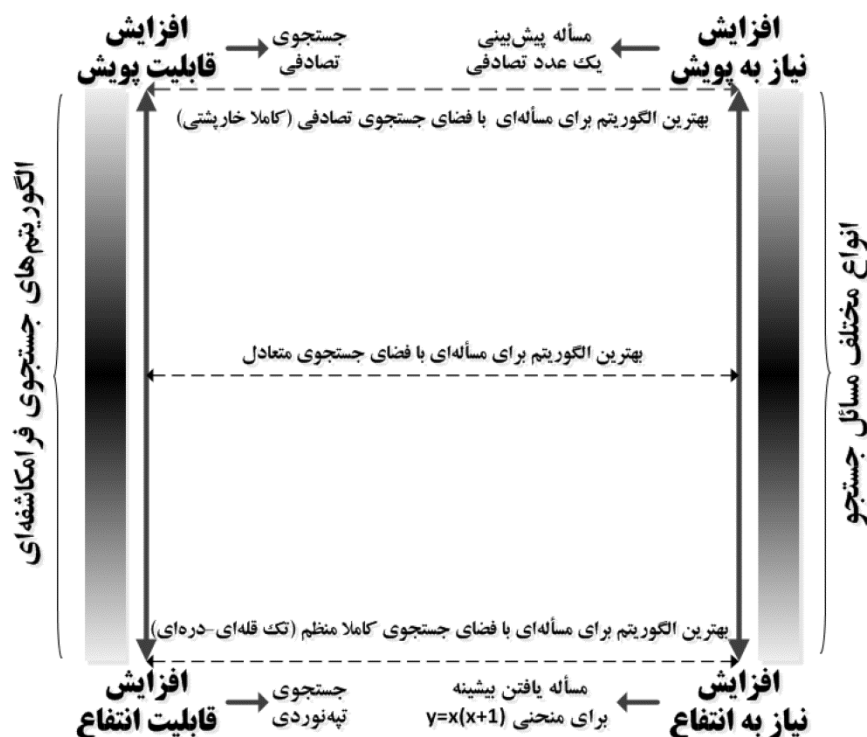 افزایش
نیاز به پویش
مسأله پیش‌بینی
یک عدد تصادفی
جستجوی
تصادفی
افزایش
قابلیت پویش
بهترین الگوریتم برای مسأله‌ای با فضای جستجوی تصادفی (کاملا خارپشتی)
انواع مختلف مسائل جستجو
الگوریتم‌های جستجوی فرامکاشفه‌ای
بهترین الگوریتم برای مسأله‌ای با فضای جستجوی متعادل
بهترین الگوریتم برای مسأله‌ای با فضای جستجوی کاملا منظم (تک قله‌ای-دره‌ای)
افزایش
نیاز به انتفاع
مسأله یافتن بیشینه
برای منحنی y=x(x+1)
جستجوی
تپه‌نوردی
افزایش
قابلیت انتفاع